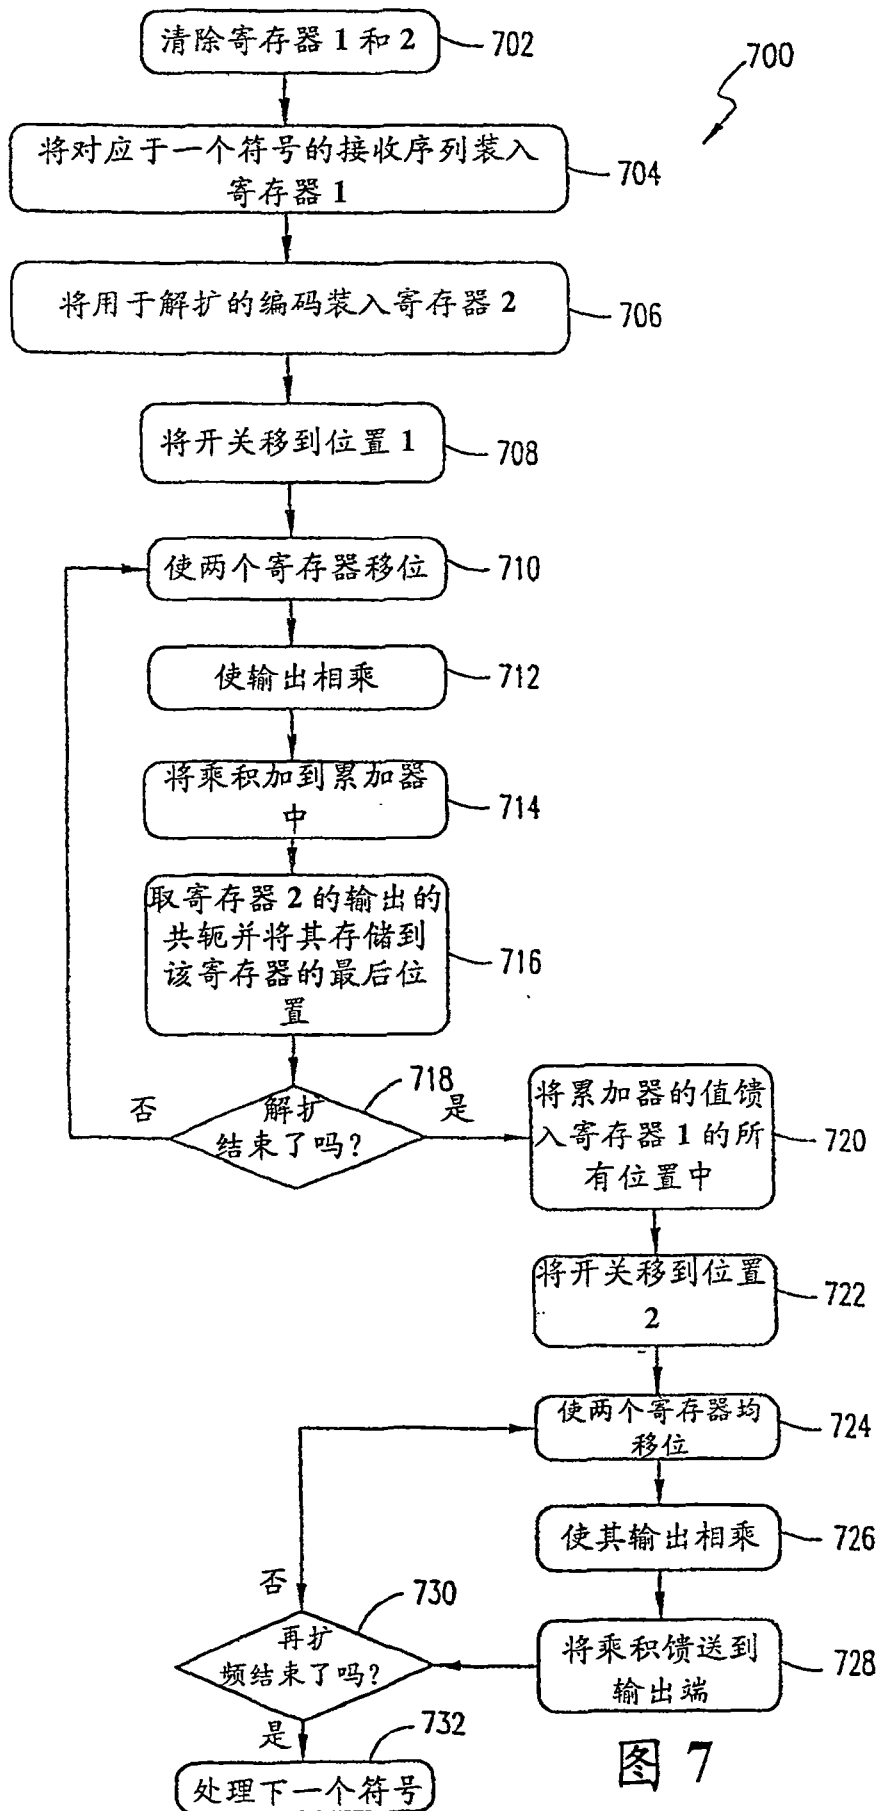 清除寄存器 1 和 2
702
700
将对应于一个符号的接收序列装入
寄存器 1
704
将用于解扩的编码装入寄存器 2
706
将开关移到位置 1
708
使两个寄存器移位
710
使输出相乘
712
将乘积加到累加器
中
714
取寄存器 2 的输出的
共轭并将其存储到
该寄存器的最后位
置
716
718
否
解扩
结束了吗?
是
将累加器的值馈
入寄存器 1 的所
有位置中
720
将开关移到位置
2
722
使两个寄存器均
移位
724
使其输出相乘
726
将乘积馈送到
输出端
728
否
730
再扩
频结束了吗?
是
732
处理下一个符号
图 7